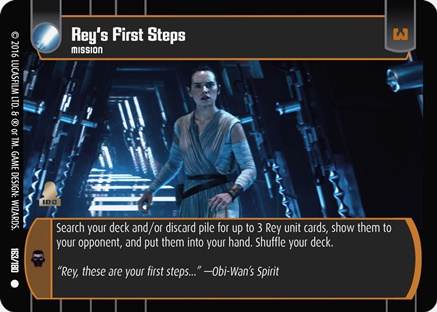 Rey's First Steps
MISSION
3
Search your deck and/or discard pile for up to 3 Rey unit cards, show them to
your opponent, and put them into your hand. Shuffle your deck.
"Rey, these are your first steps..." —Obi-Wan's Spirit
© 2016 LUCASFILM LTD. & ® or TM. GAME DESIGN: WIZARDS.